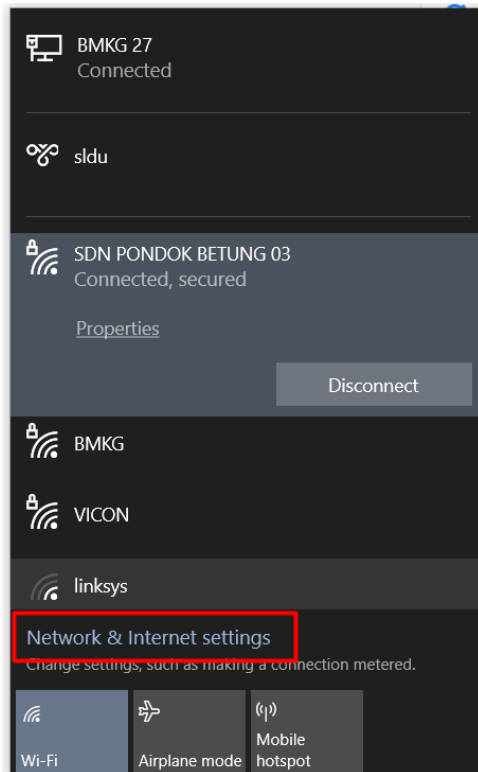 BMKG 27
Connected
sldu
SDN PONDOK BETUNG 03
Connected, secured
Properties
Disconnect
BMKG
VICON
linksys
Network & Internet settings
Change settings, such as making a connection metered.
Wi-Fi
Airplane mode
Mobile
hotspot